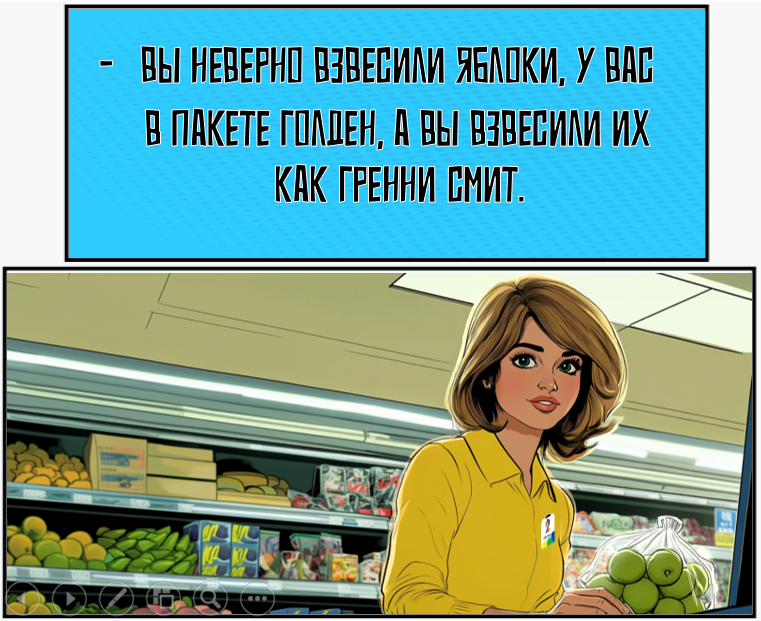 - ВЫ НЕВЕРНО ВЗВЕСИЛИ ЯБЛОКИ, У ВАС
В ПАКЕТЕ ГОЛДЕН, А ВЫ ВЗВЕСИЛИ ИХ
КАК ГРЕННИ СМИТ.